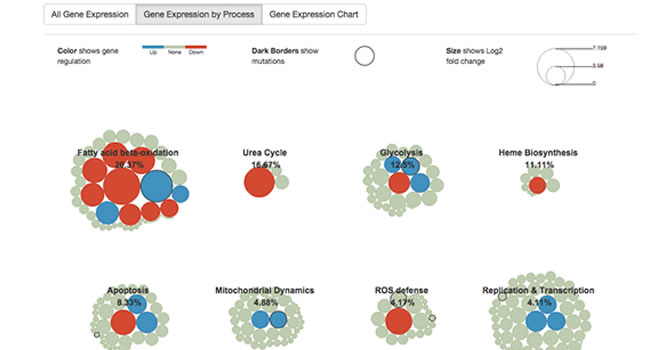 All Gene Expression Gene Expression by Process Gene Expression Chart
Color shows gene regulation
Up None Down
Dark Borders show mutations
Size shows Log2 fold change
7.159
3.58
0
Fatty acid beta-oxidation
20.37%
Urea Cycle
16.67%
Glycolysis
12.5%
Heme Biosynthesis
11.11%
Apoptosis
8.33%
Mitochondrial Dynamics
4.88%
ROS defense
4.17%
Replication & Transcription
4.11%